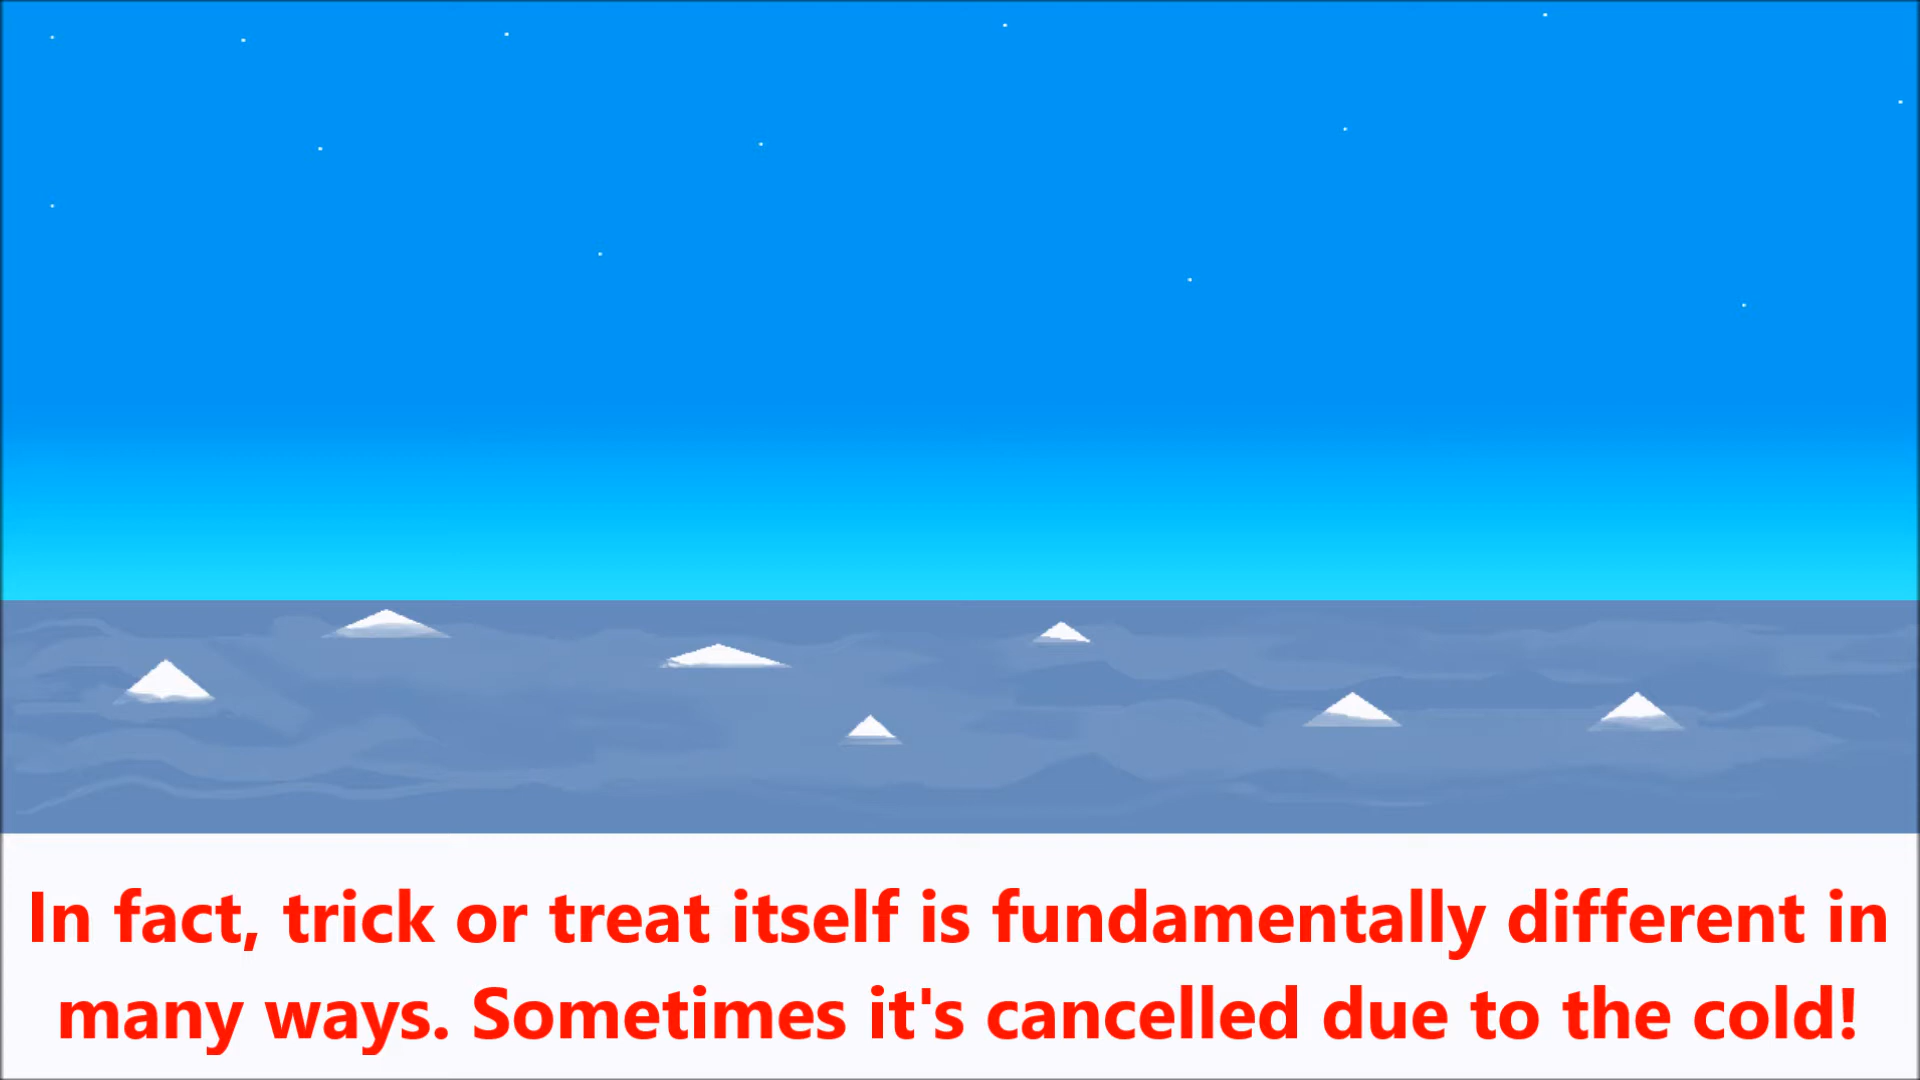 In fact, trick or treat itself is fundamentally different in
many ways. Sometimes it's cancelled due to the cold!